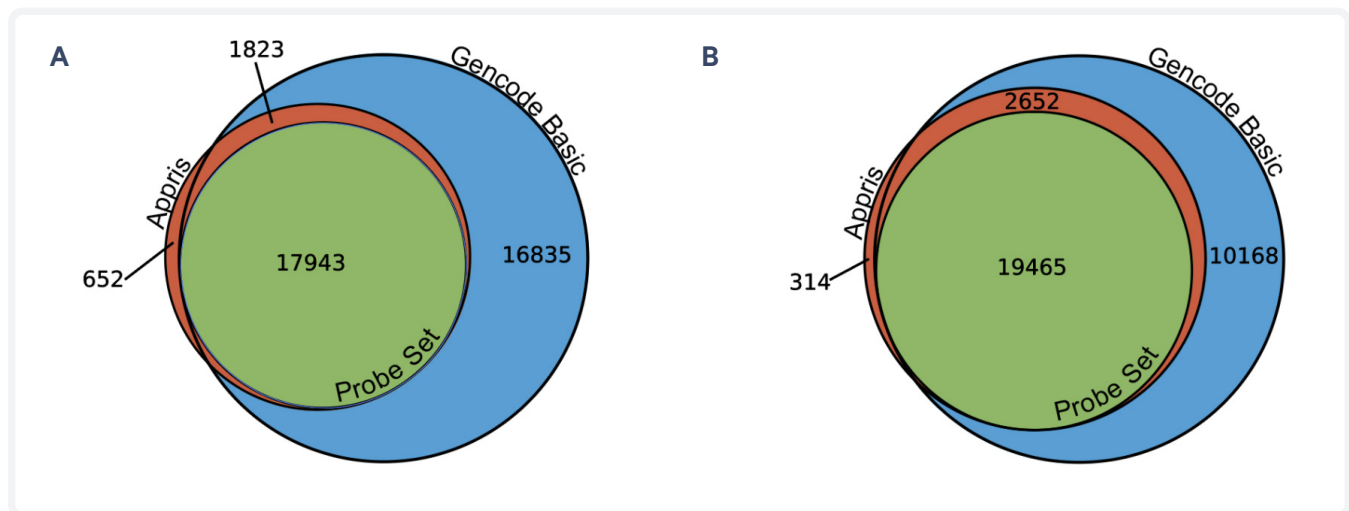 A
1823
Gencode Basic
Appris
652
17943
16835
Probe Set
B
2652
Gencode Basic
Appris
314
19465
10168
Probe Set